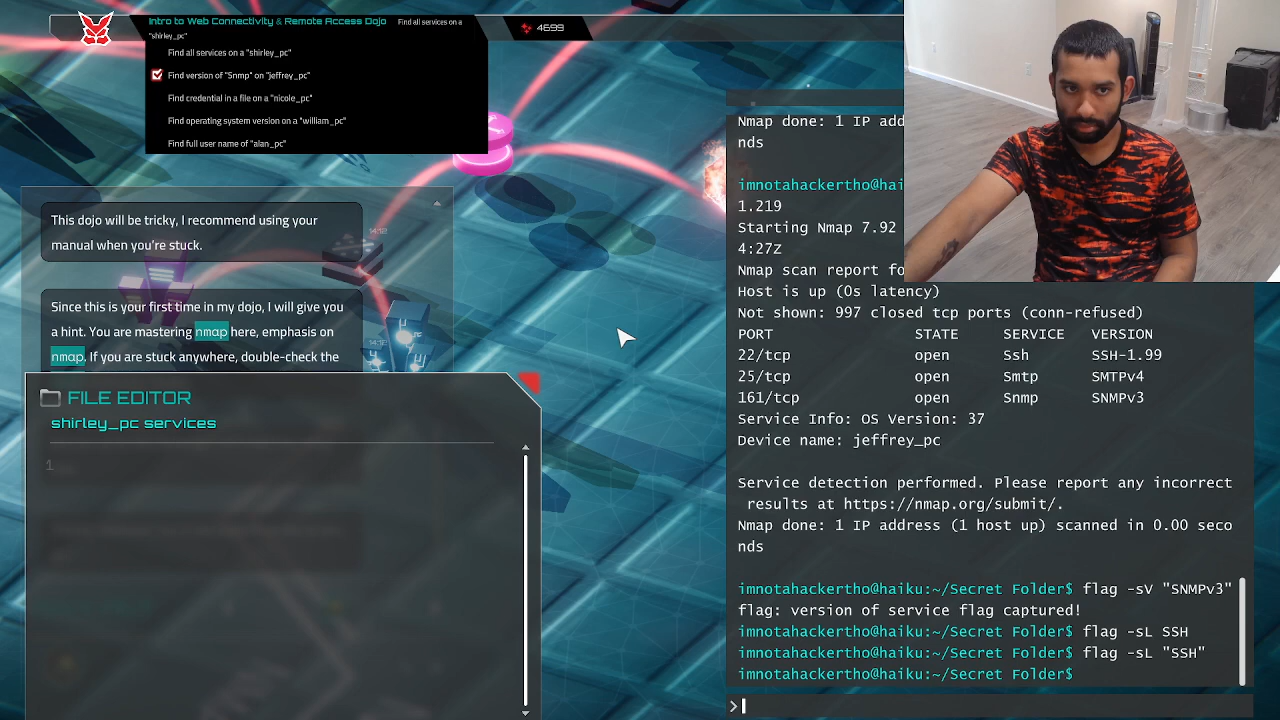 Intro to Web Connectivity & Remote Access Dojo
Find all services on a
"shirley_pc"
Find all services on a "shirley_pc"
Find version of "Snmp" on "jeffrey_pc"
Find credential in a file on a "nicole_pc"
Find operating system version on a "william_pc"
Find full user name of "alan_pc"
4699
This dojo will be tricky, I recommend using your
manual when you're stuck.
14:12
Since this is your first time in my dojo, I will give you
a hint. You are mastering nmap here, emphasis on
nmap. If you are stuck anywhere, double-check the
14:12
FILE EDITOR
shirley_pc services
1
Nmap done: 1 IP add
nds
imnotahackertho@hai
1.219
Starting Nmap 7.92
4:27Z
Nmap scan report fo
Host is up (0s latency)
Not shown: 997 closed tcp ports (conn-refused)
PORT STATE SERVICE VERSION
22/tcp open Ssh SSH-1.99
25/tcp open Smtp SMTPv4
161/tcp open Snmp SNMPv3
Service Info: OS Version: 37
Device name: jeffrey_pc
Service detection performed. Please report any incorrect
results at https://nmap.org/submit/.
Nmap done: 1 IP address (1 host up) scanned in 0.00 seco
nds
imnotahackertho@haiku:~/Secret Folder$ flag -sV "SNMPv3"
flag: version of service flag captured!
imnotahackertho@haiku:~/Secret Folder$ flag -sL SSH
imnotahackertho@haiku:~/Secret Folder$ flag -sL "SSH"
imnotahackertho@haiku:~/Secret Folder$
>